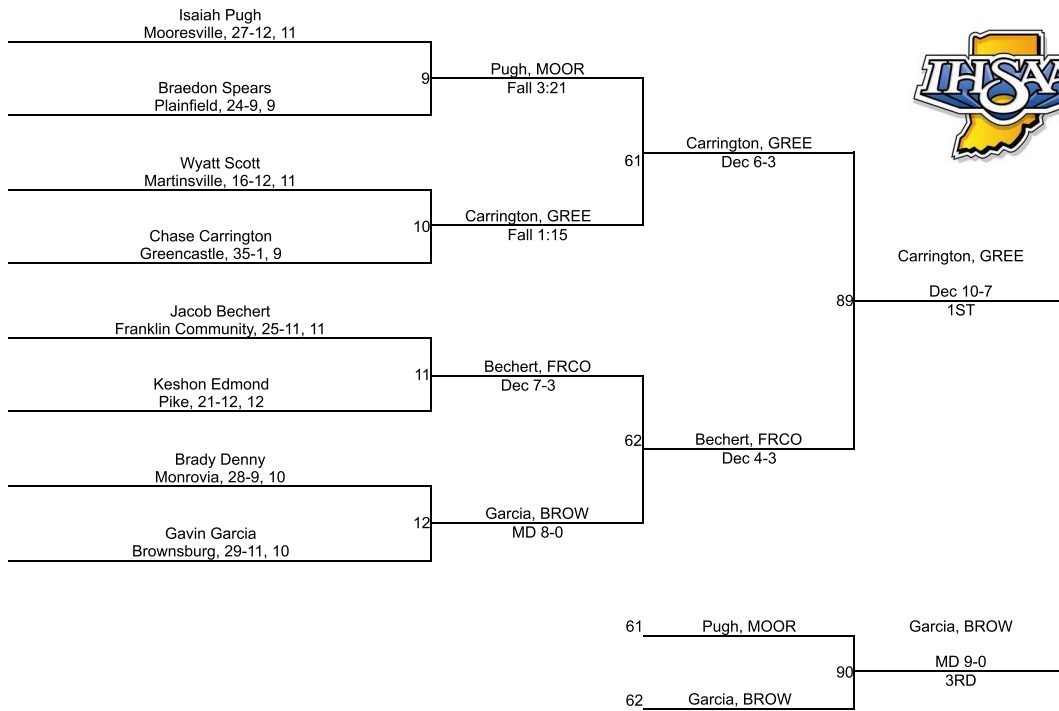 Isaiah Pugh
Mooresville, 27-12, 11
Braedon Spears
Plainfield, 24-9, 9
9
Pugh, MOOR
Fall 3:21
Wyatt Scott
Martinsville, 16-12, 11
Chase Carrington
Greencastle, 35-1, 9
10
Carrington, GREE
Fall 1:15
61
Carrington, GREE
Dec 6-3
Jacob Bechert
Franklin Community, 25-11, 11
Keshon Edmond
Pike, 21-12, 12
11
Bechert, FRCO
Dec 7-3
Brady Denny
Monrovia, 28-9, 10
Gavin Garcia
Brownsburg, 29-11, 10
12
Garcia, BROW
MD 8-0
62
Bechert, FRCO
Dec 4-3
89
Carrington, GREE
Dec 10-7
1ST
61
Pugh, MOOR
62
Garcia, BROW
90
Garcia, BROW
MD 9-0
3RD
IHSAA